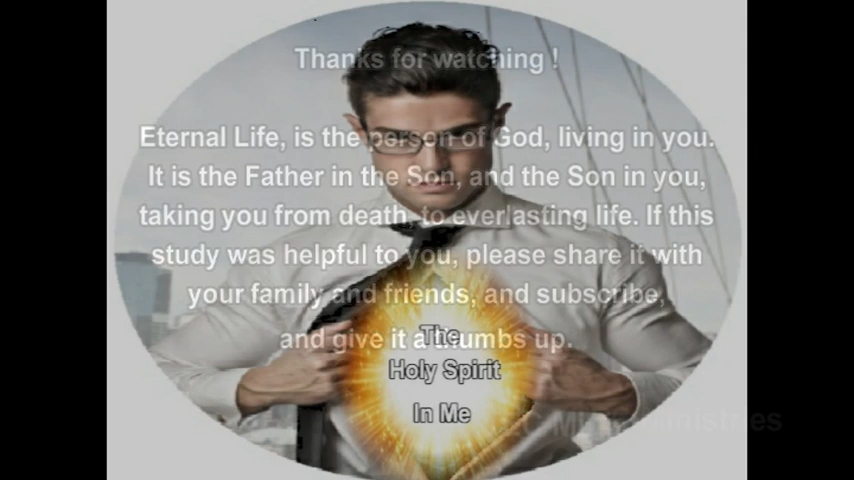 Thanks for watching !
Eternal Life, is the person of God, living in you.
It is the Father in the Son, and the Son in you,
taking you from death, to everlasting life. If this
study was helpful to you, please share it with
your family and friends, and subscribe,
and give it a thumbs up.
The
Holy Spirit
In Me